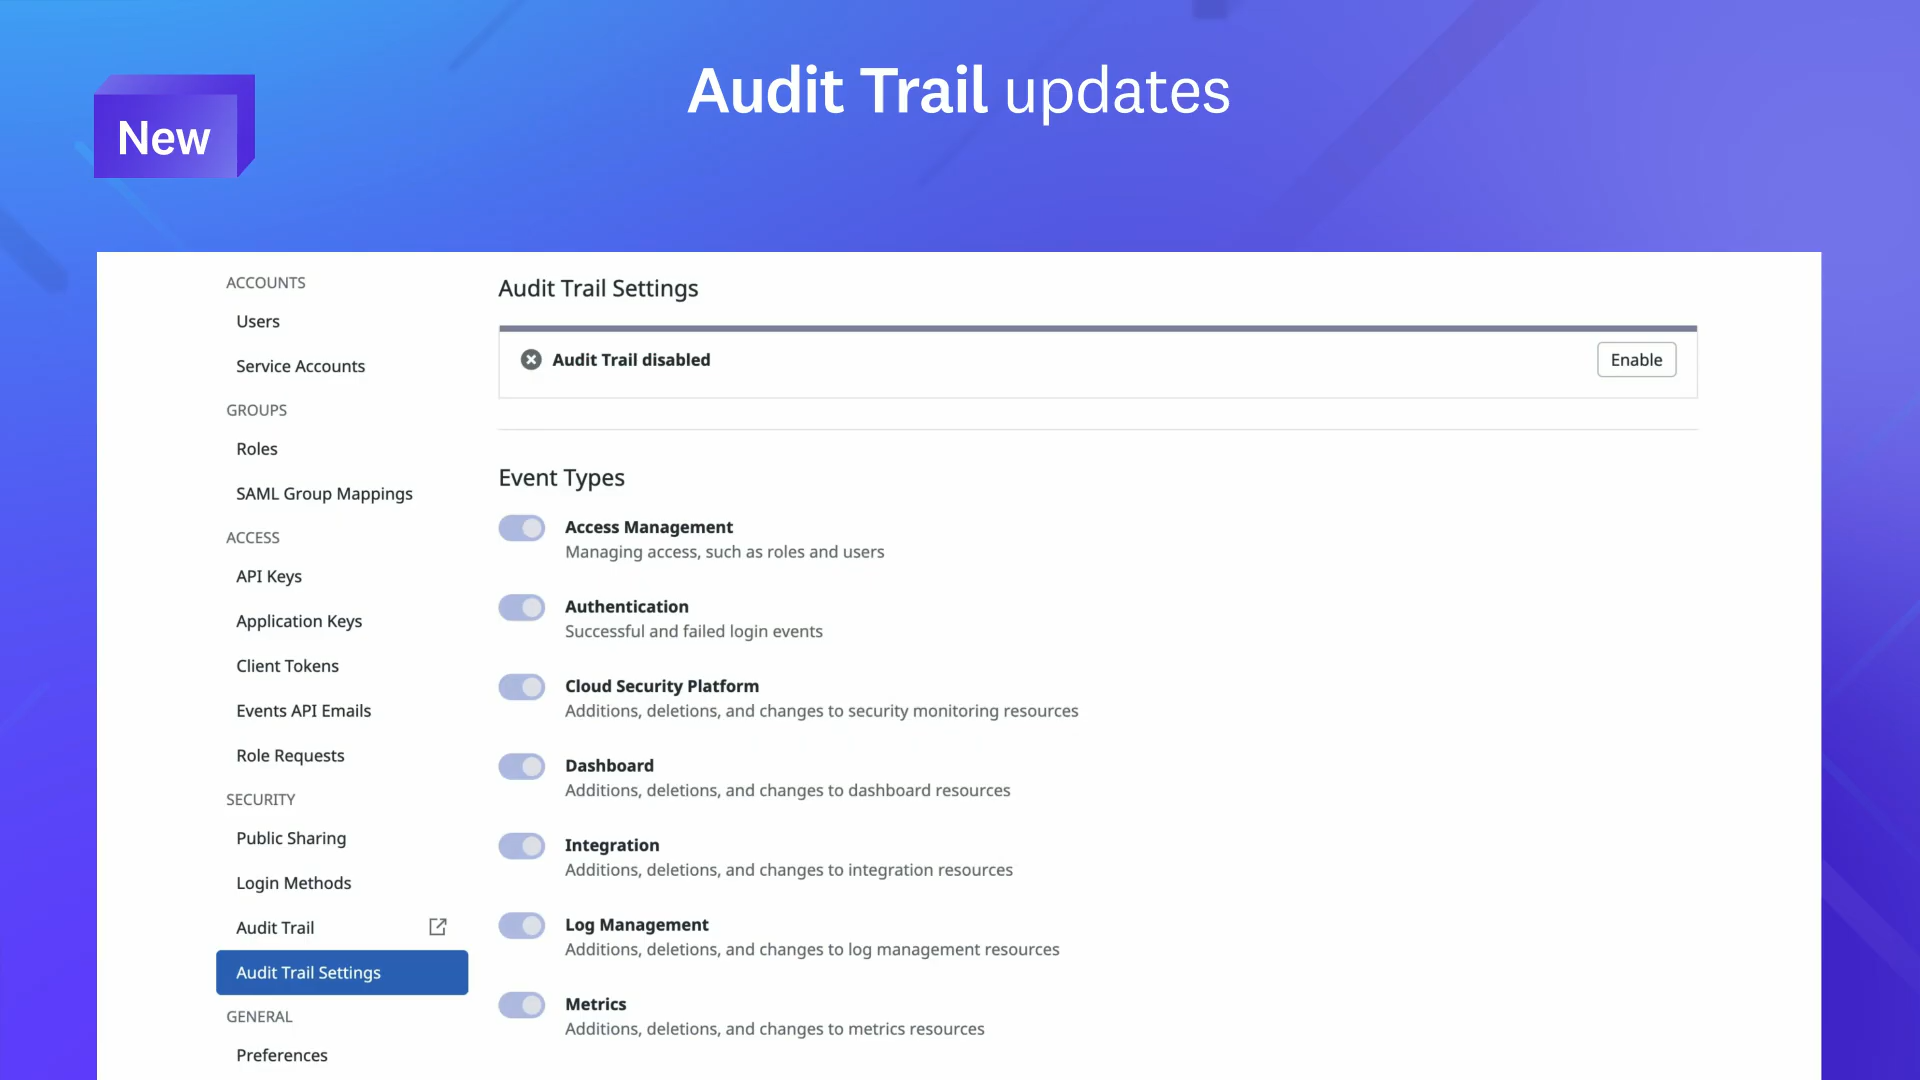 New
Audit Trail updates
ACCOUNTS
Users
Service Accounts
GROUPS
Roles
SAML Group Mappings
ACCESS
API Keys
Application Keys
Client Tokens
Events API Emails
Role Requests
SECURITY
Public Sharing
Login Methods
Audit Trail
Audit Trail Settings
GENERAL
Preferences
Audit Trail Settings
Audit Trail disabled
Enable
Event Types
Access Management
Managing access, such as roles and users
Authentication
Successful and failed login events
Cloud Security Platform
Additions, deletions, and changes to security monitoring resources
Dashboard
Additions, deletions, and changes to dashboard resources
Integration
Additions, deletions, and changes to integration resources
Log Management
Additions, deletions, and changes to log management resources
Metrics
Additions, deletions, and changes to metrics resources